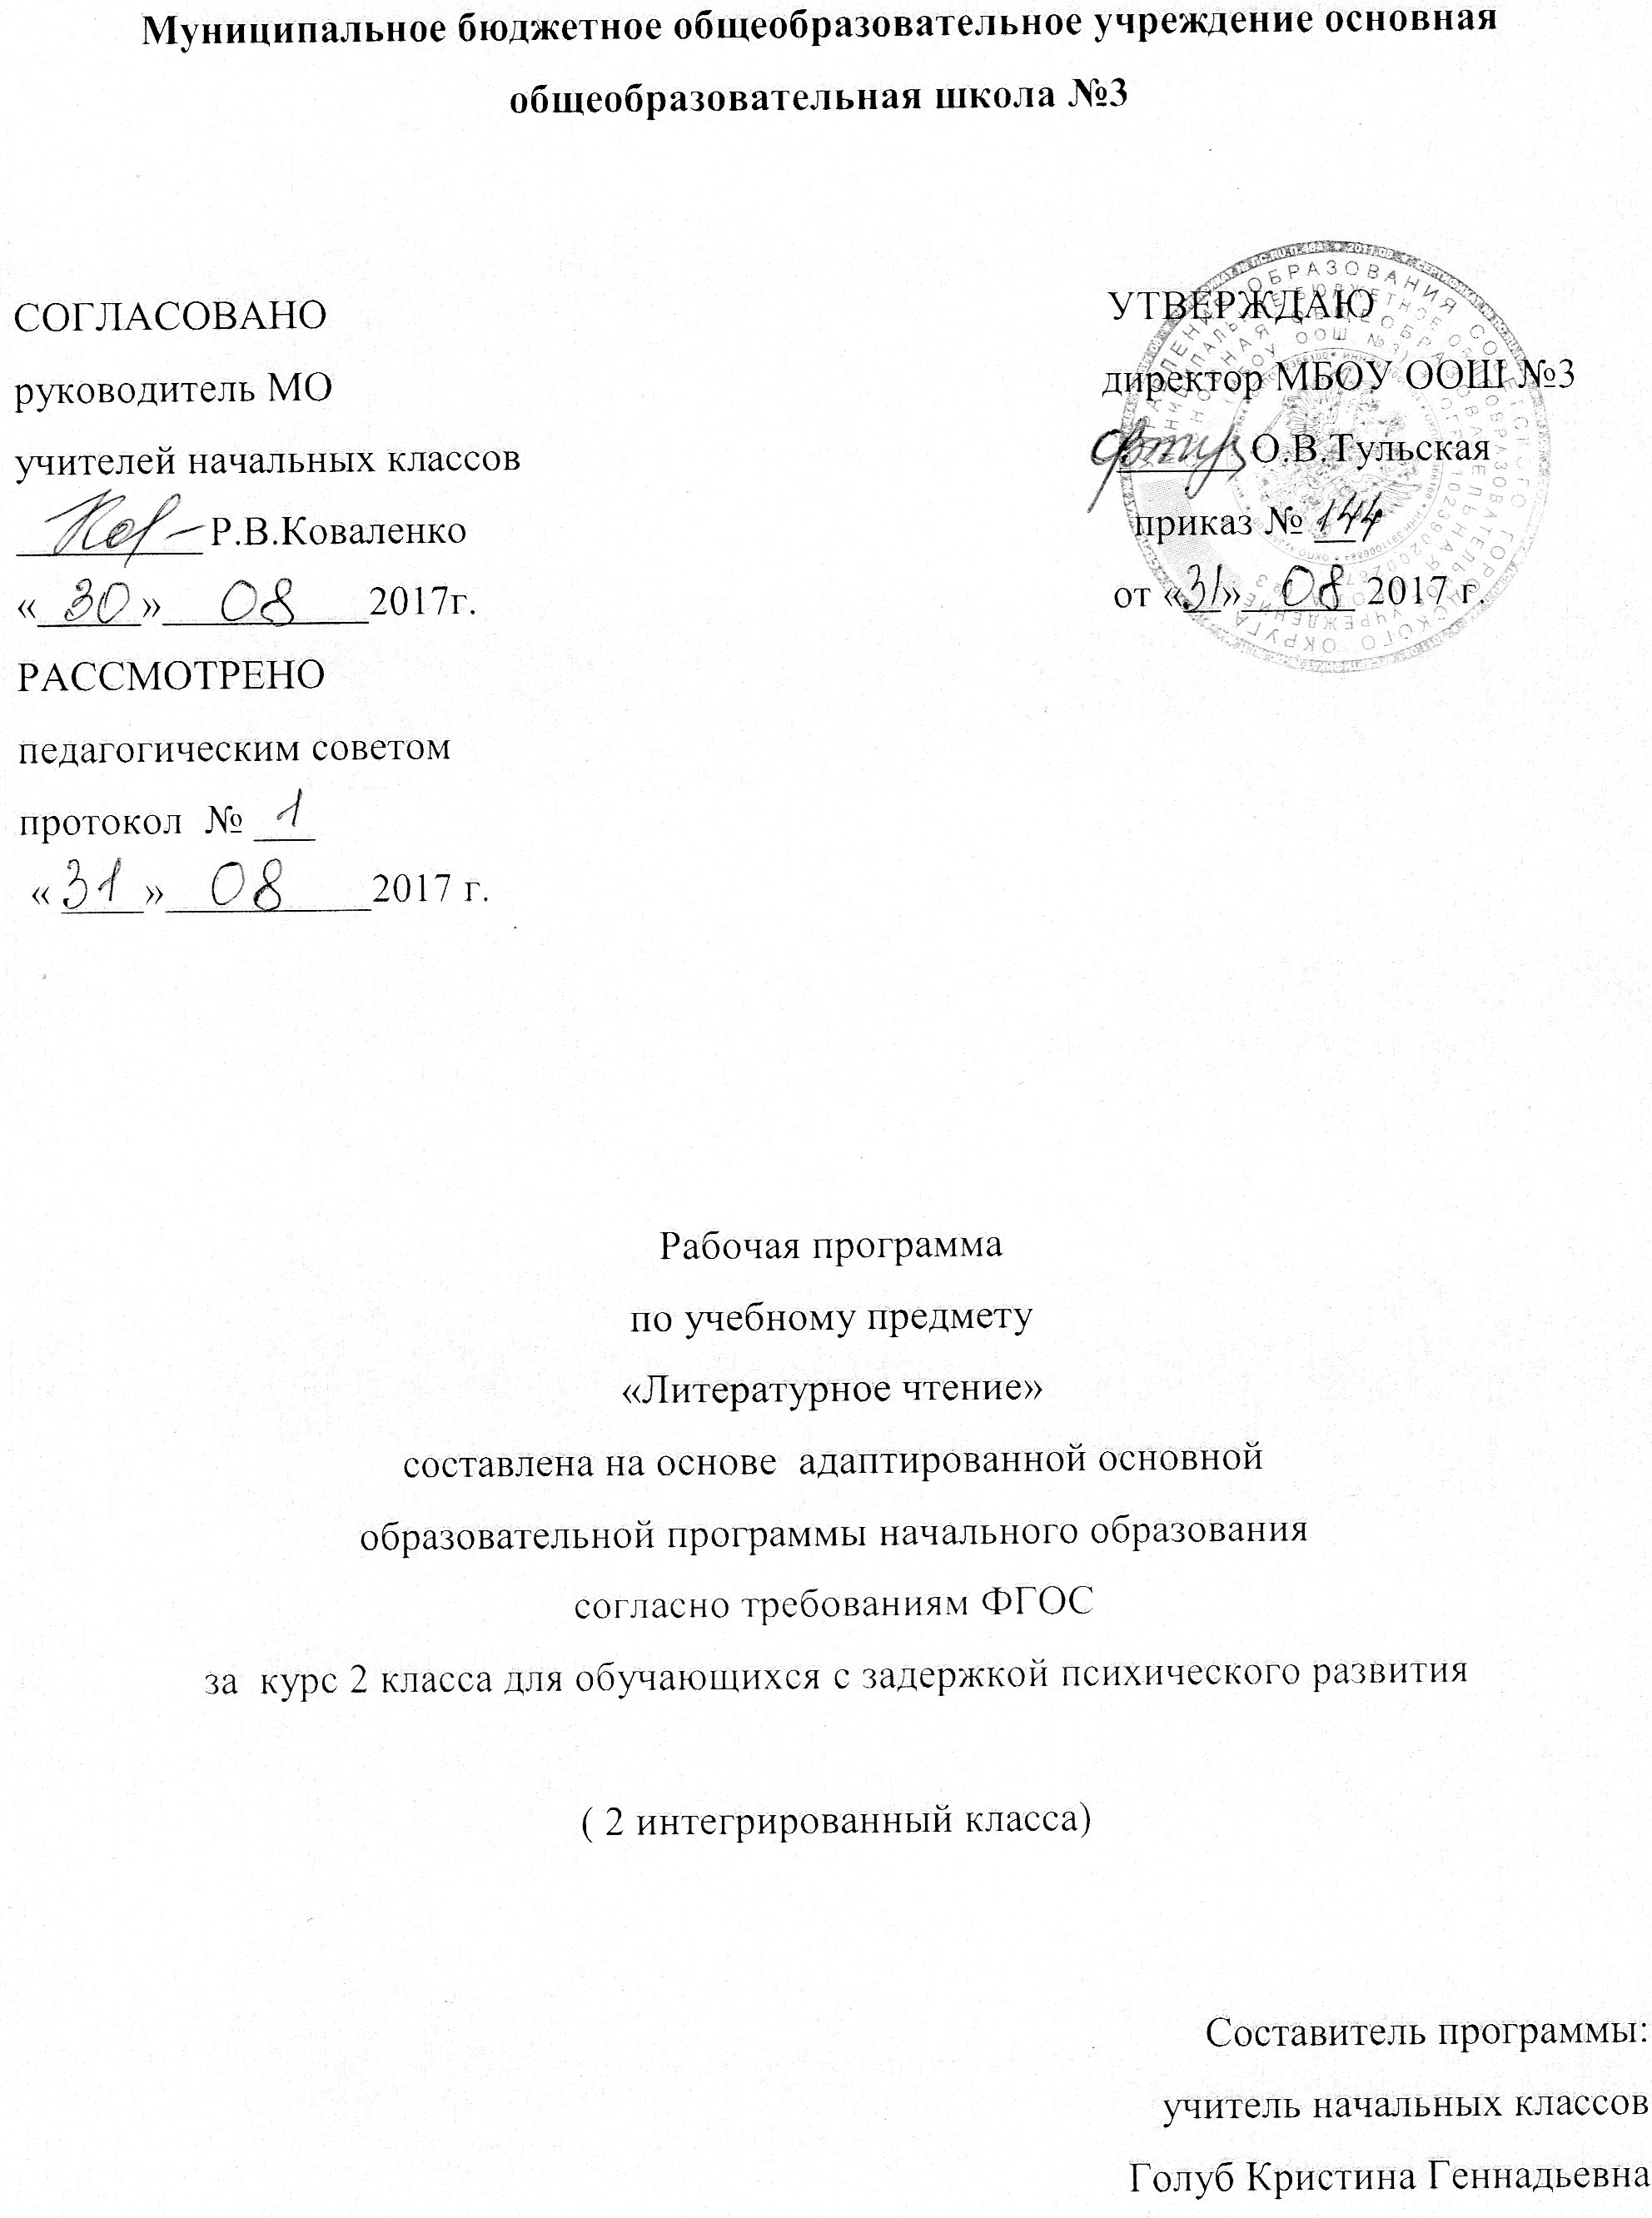 Муниципальное бюджетное общеобразовательное учреждение основная
общеобразовательная школа №3
СОГЛАСОВАНО
руководитель МО
учителей начальных классов
Р.В.Коваленко
«30» 08 2017г.
РАССМОТРЕНО
педагогическим советом
протокол № 1
«31» 08 2017 г.
УТВЕРЖДАЮ
директор МБОУ ООШ №3
О.В.Тульская
приказ № 144
от «31» 08 2017 г.
Рабочая программа
по учебному предмету
«Литературное чтение»
составлена на основе адаптированной основной
образовательной программы начального образования
согласно требованиям ФГОС
за курс 2 класса для обучающихся с задержкой психического развития
( 2 интегрированный класса)
Составитель программы:
учитель начальных классов
Голуб Кристина Геннадьевна